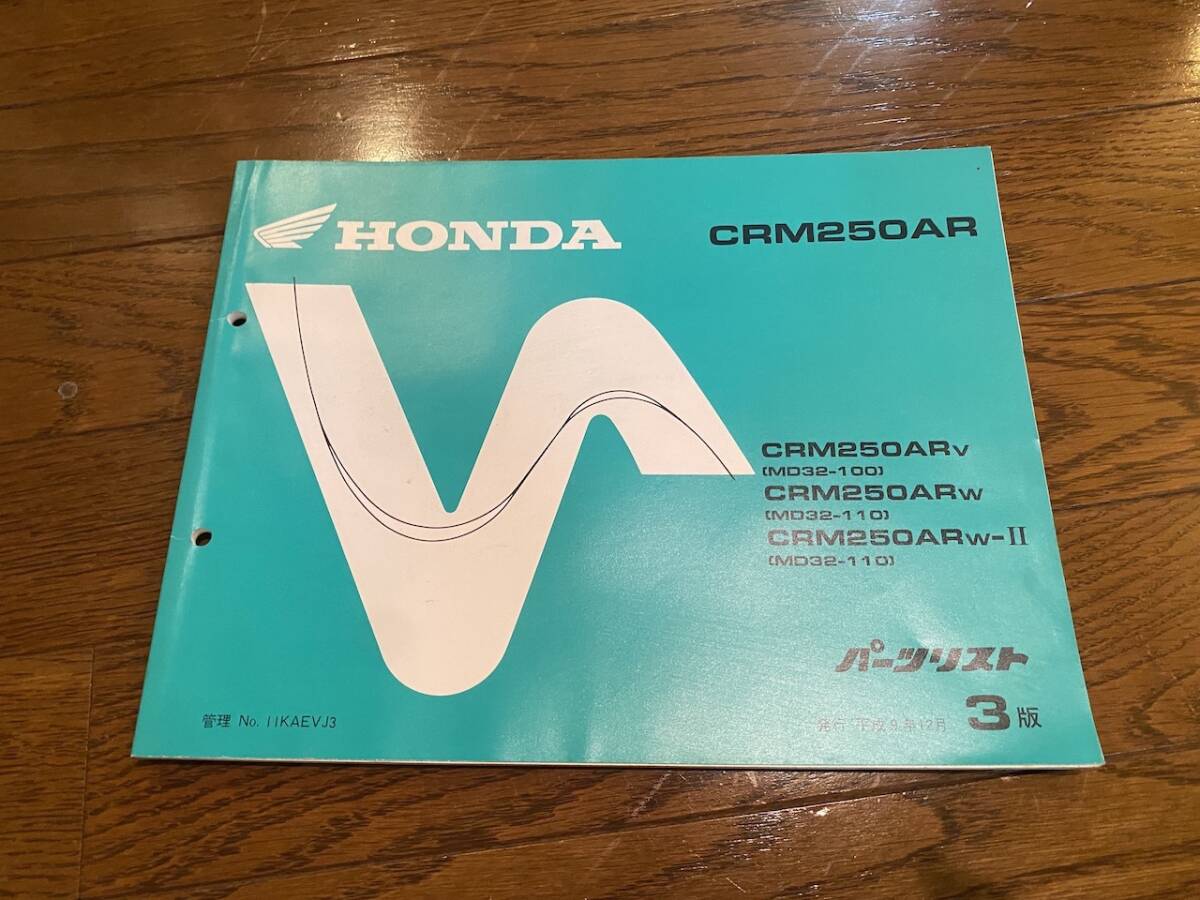 HONDA
CRM250AR
CRM250ARV
(MD32-100)
CRM250ARW
(MD32-110)
CRM250ARW-II
(MD32-110)
パーツリスト
管理 No. 11KAEVJ3
発行 平成9年12月
3版